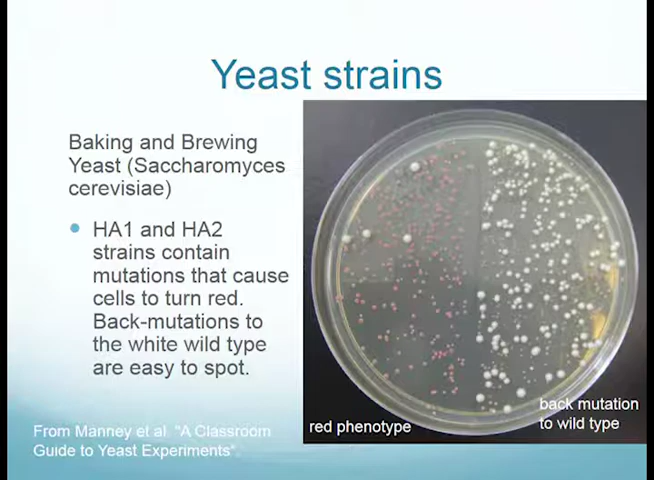 Yeast strains
Baking and Brewing
Yeast (Saccharomyces
cerevisiae)
HA1 and HA2
strains contain
mutations that cause
cells to turn red.
Back-mutations to
the white wild type
are easy to spot.
From Manney et al. "A Classroom
Guide to Yeast Experiments".
red phenotype
back mutation
to wild type